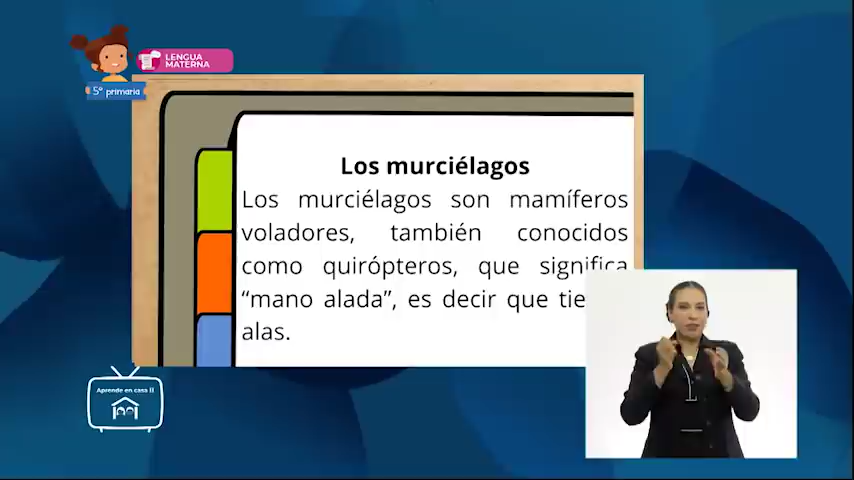 LENGUA
MATERNA
5° primaria
Los murciélagos
Los murciélagos son mamíferos
voladores, también conocidos
como quirópteros, que significa
“mano alada”, es decir que
alas.
Aprende en casa II